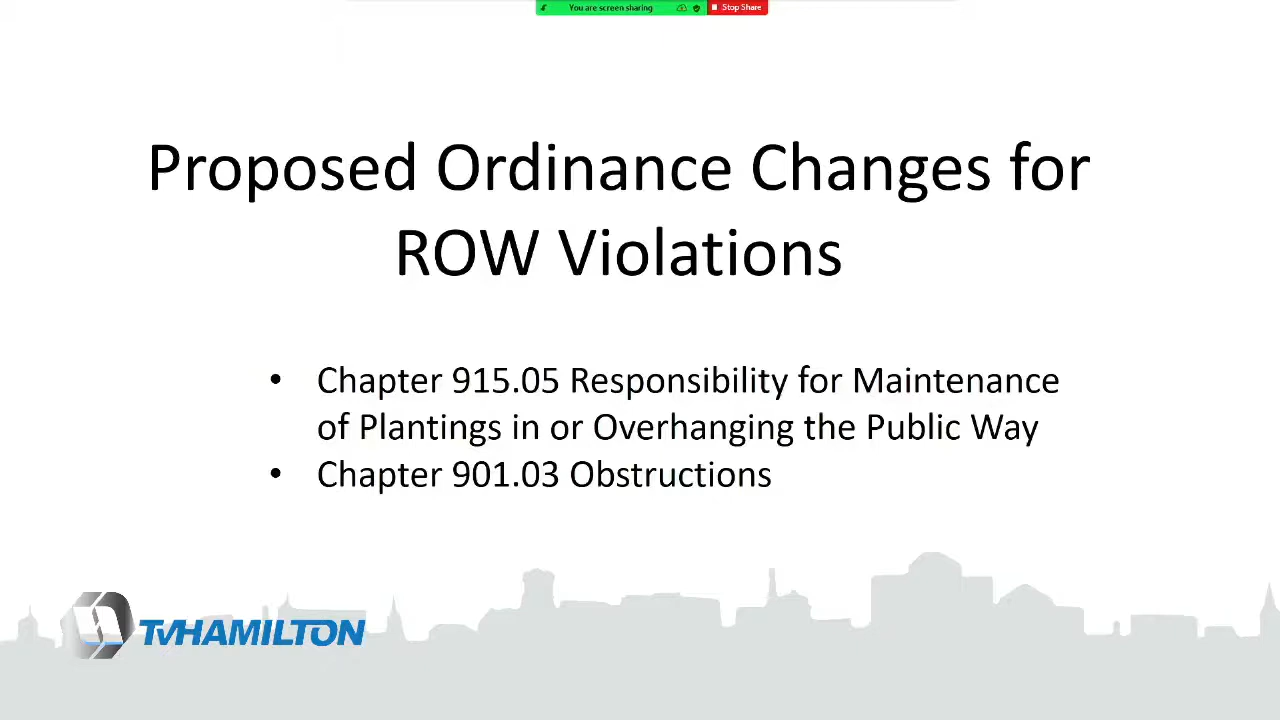 You are screen sharing Stop Share
Proposed Ordinance Changes for
ROW Violations
• Chapter 915.05 Responsibility for Maintenance
of Plantings in or Overhanging the Public Way
• Chapter 901.03 Obstructions
TVHAMILTON